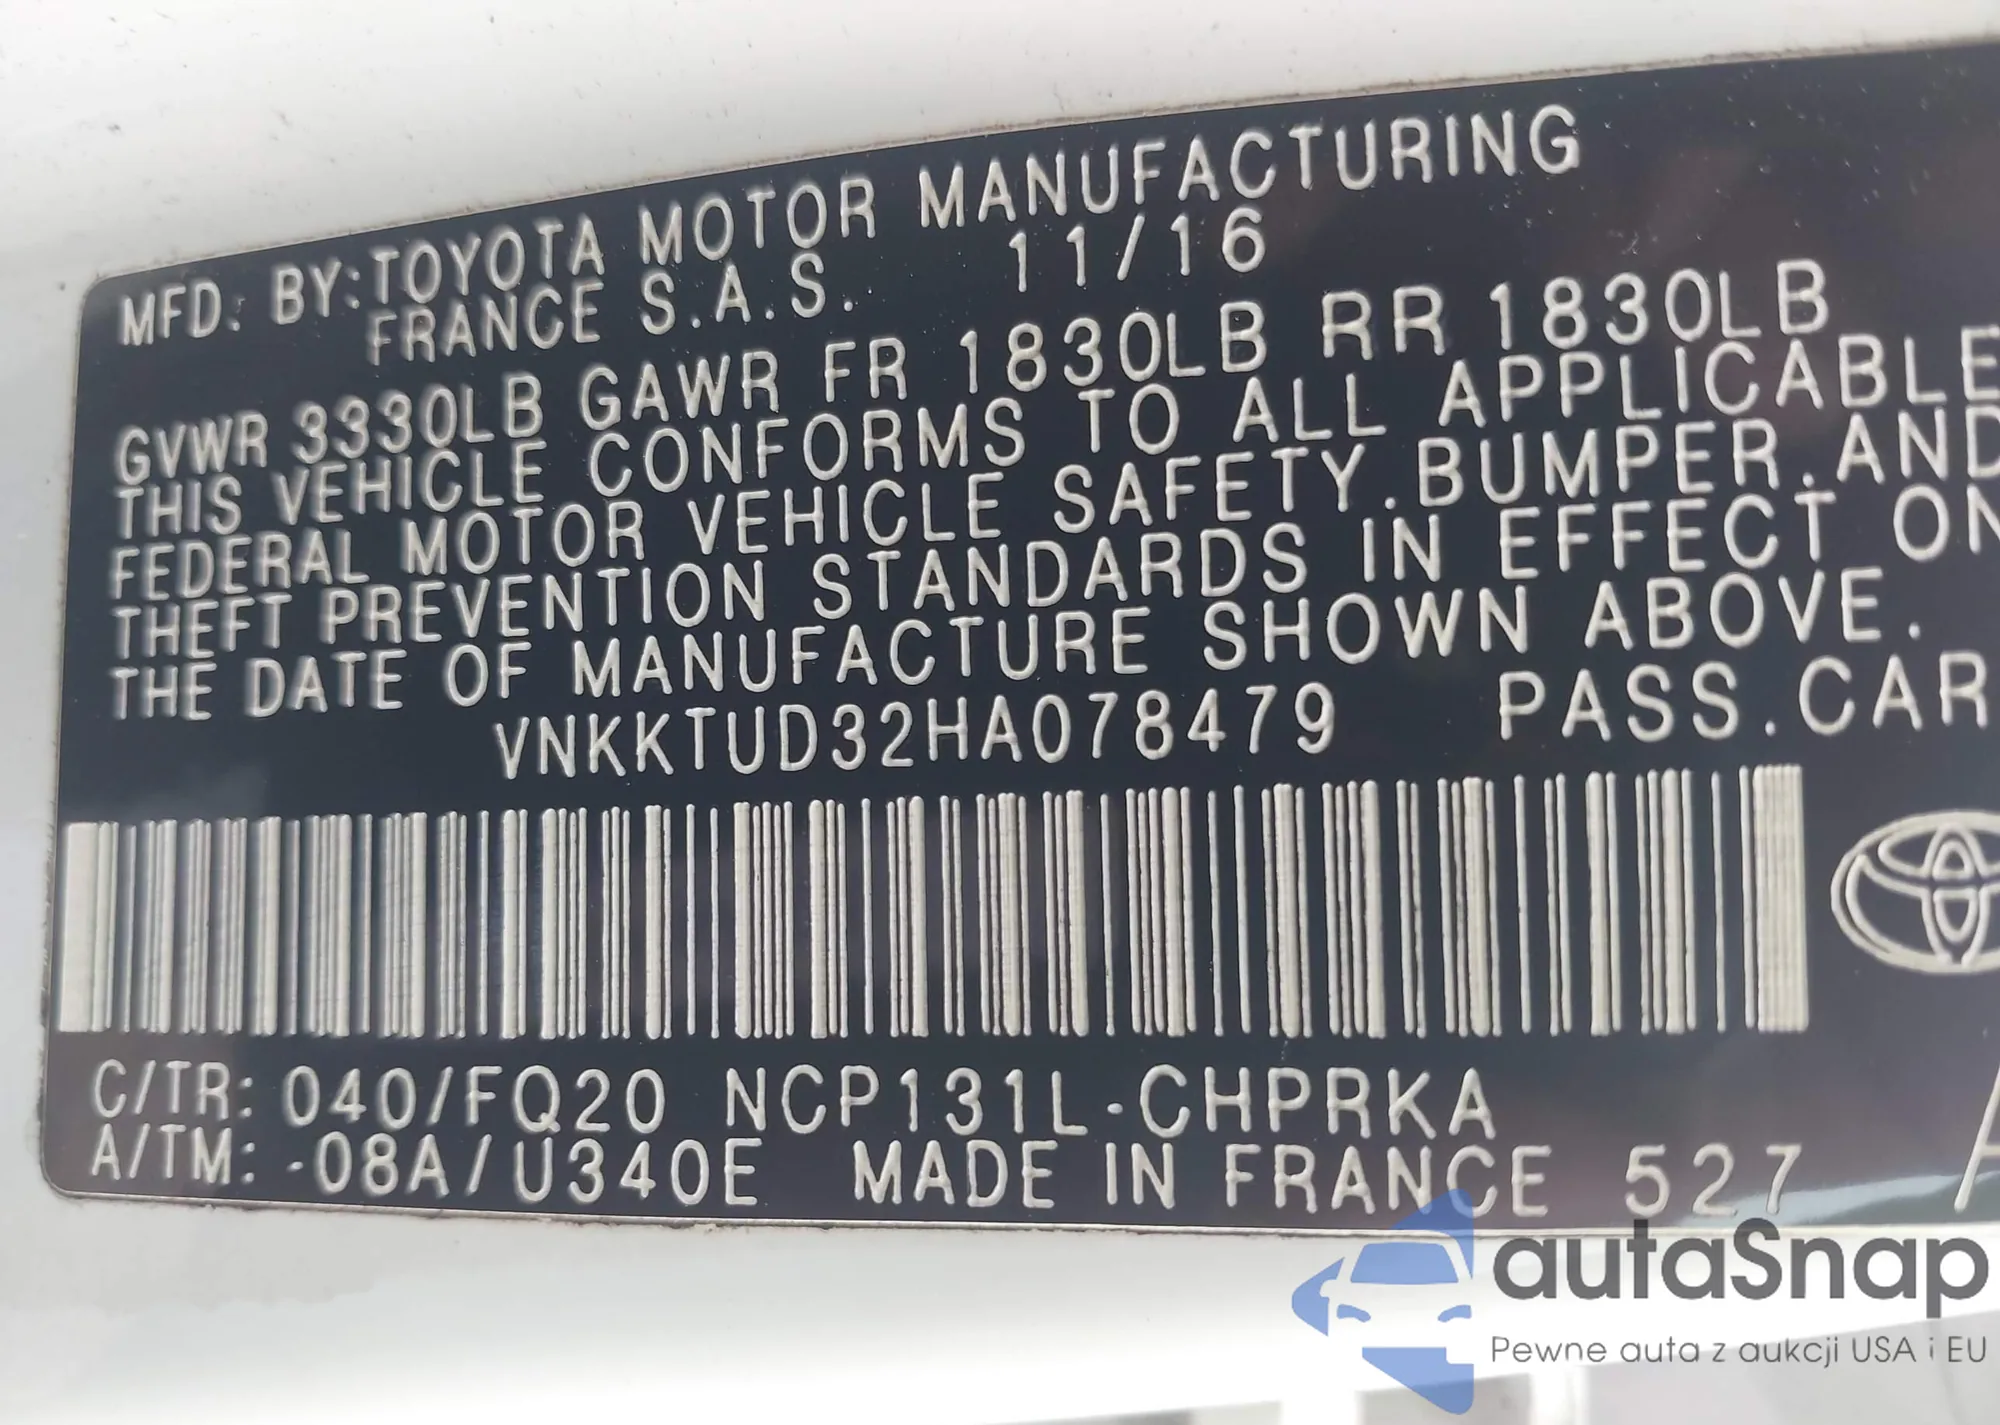 MFD. BY:TOYOTA MOTOR MANUFACTURING
FRANCE S.A.S. 11/16
GVWR 3330LB GAWR FR 1830LB RR 1830LB
THIS VEHICLE CONFORMS TO ALL APPLICABLE
FEDERAL MOTOR VEHICLE SAFETY.BUMPER.AND
THEFT PREVENTION STANDARDS IN EFFECT ON
THE DATE OF MANUFACTURE SHOWN ABOVE.
VNKKTUD32HA078479 PASS.CAR
C/TR: 040/FQ20 NCP131L-CHPRKA
A/TM: -08A/U340E MADE IN FRANCE 527
autaSnap
Pewne auta z aukcji USA i EU